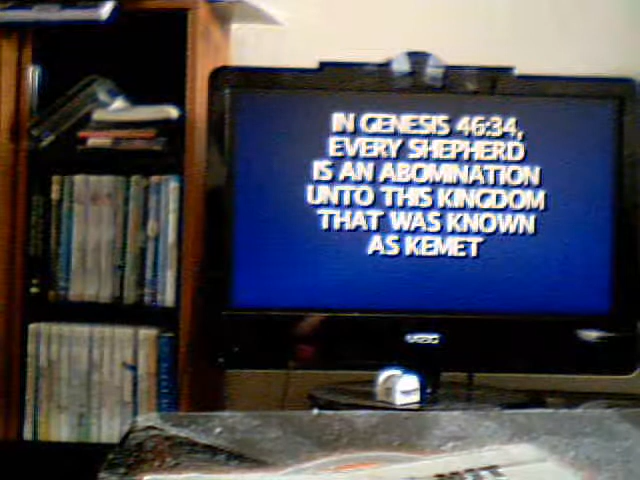 IN GENESIS 46:34,
EVERY SHEPHERD
IS AN ABOMINATION
UNTO THIS KINGDOM
THAT WAS KNOWN
AS KEMET